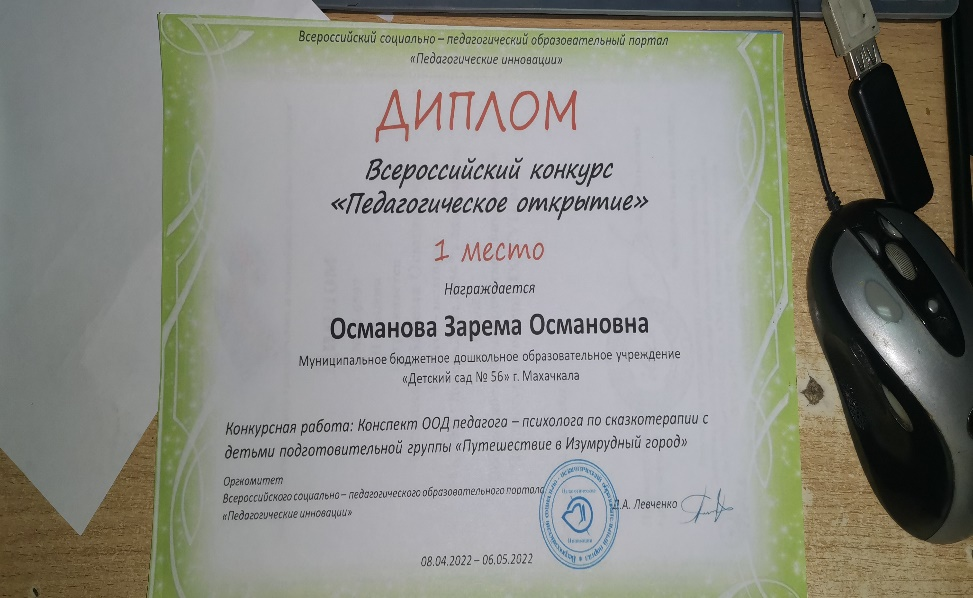 Всероссийский социально – педагогический образовательный портал
«Педагогические инновации»
ДИПЛОМ
Всероссийский конкурс
«Педагогическое открытие»
1 место
Награждается
Османова Зарема Османовна
Муниципальное бюджетное дошкольное образовательное учреждение
«Детский сад № 56» г. Махачкала
Конкурсная работа: Конспект ООД педагога – психолога по сказкотерапии с
детьми подготовительной группы «Путешествие в Изумрудный город»
Оргкомитет
Всероссийского социально – педагогического образовательного портала
«Педагогические инновации»
.А. Левченко
08.04.2022 – 06.05.2022